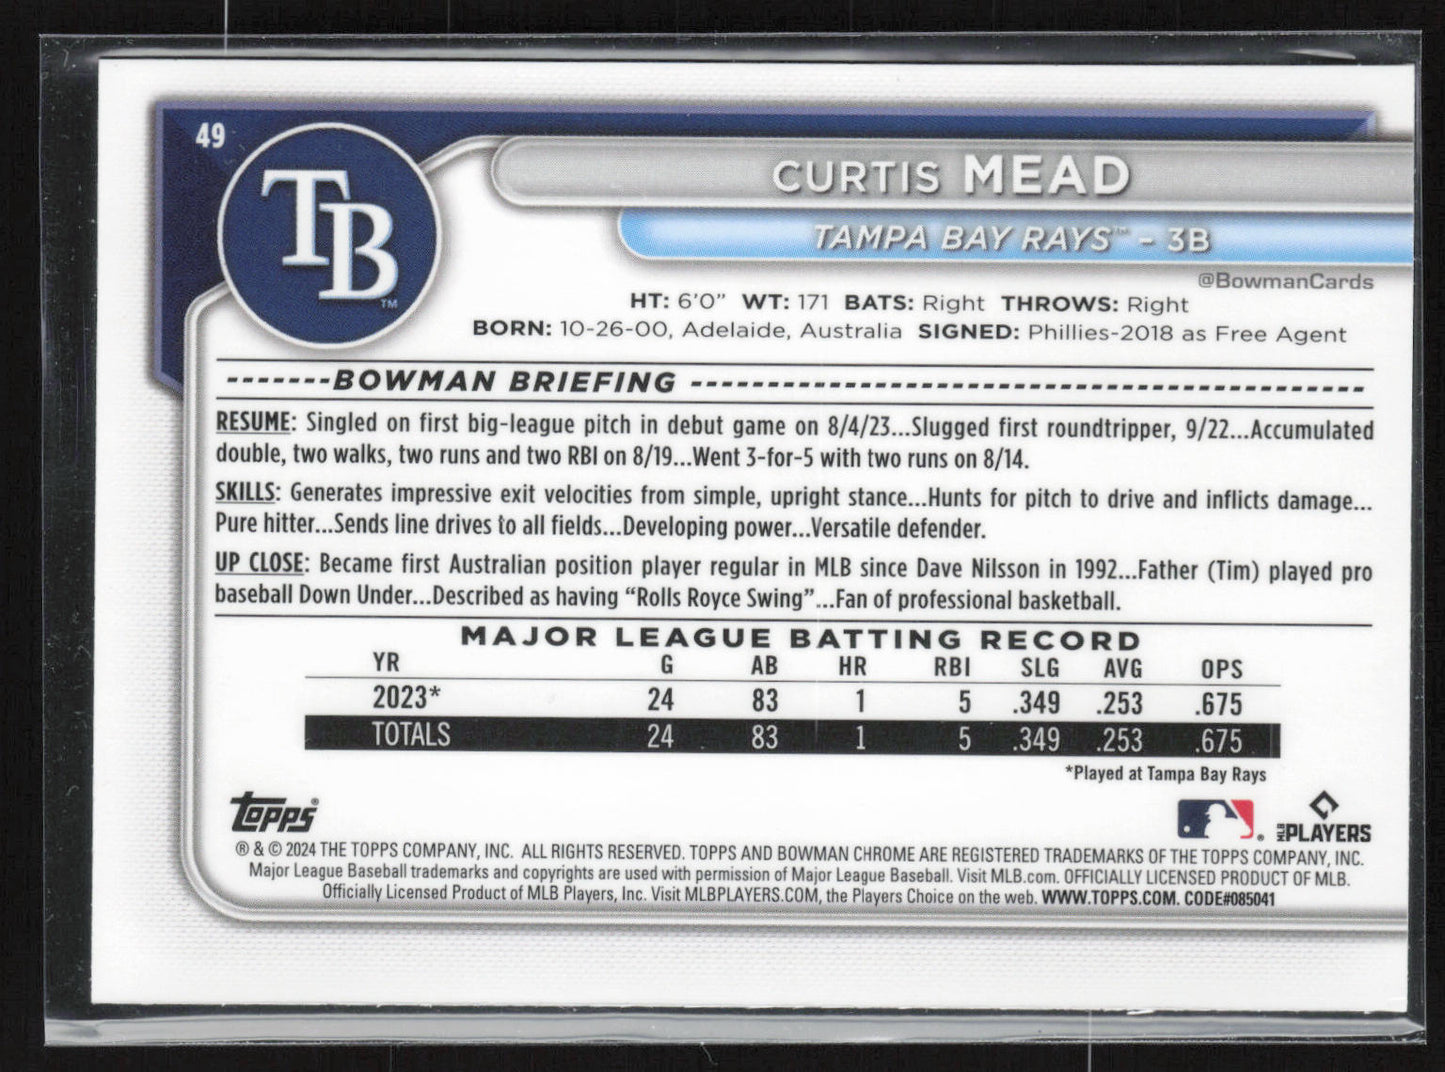 49
TB™
CURTIS MEAD
TAMPA BAY RAYS™ - 3B
@BowmanCards
HT: 6'0" WT: 171 BATS: Right THROWS: Right
BORN: 10-26-00, Adelaide, Australia SIGNED: Phillies-2018 as Free Agent
BOWMAN BRIEFING
RESUME: Singled on first big-league pitch in debut game on 8/4/23...Slugged first roundtripper, 9/22...Accumulated
double, two walks, two runs and two RBI on 8/19...Went 3-for-5 with two runs on 8/14.
SKILLS: Generates impressive exit velocities from simple, upright stance...Hunts for pitch to drive and inflicts damage...
Pure hitter...Sends line drives to all fields...Developing power...Versatile defender.
UP CLOSE: Became first Australian position player regular in MLB since Dave Nilsson in 1992...Father (Tim) played pro
baseball Down Under...Described as having “Rolls Royce Swing”...Fan of professional basketball.
MAJOR LEAGUE BATTING RECORD
YR G AB HR RBI SLG AVG OPS
2023* 24 83 1 5 .349 .253 .675
TOTALS 24 83 1 5 .349 .253 .675
*Played at Tampa Bay Rays
Topps®
MLB PLAYERS
® & © 2024 THE TOPPS COMPANY, INC. ALL RIGHTS RESERVED. TOPPS AND BOWMAN CHROME ARE REGISTERED TRADEMARKS OF THE TOPPS COMPANY, INC.
Major League Baseball trademarks and copyrights are used with permission of Major League Baseball. Visit MLB.com. OFFICIALLY LICENSED PRODUCT OF MLB.
Officially Licensed Product of MLB Players, Inc. Visit MLBPLAYERS.COM, the Players Choice on the web. WWW.TOPPS.COM. CODE#085041